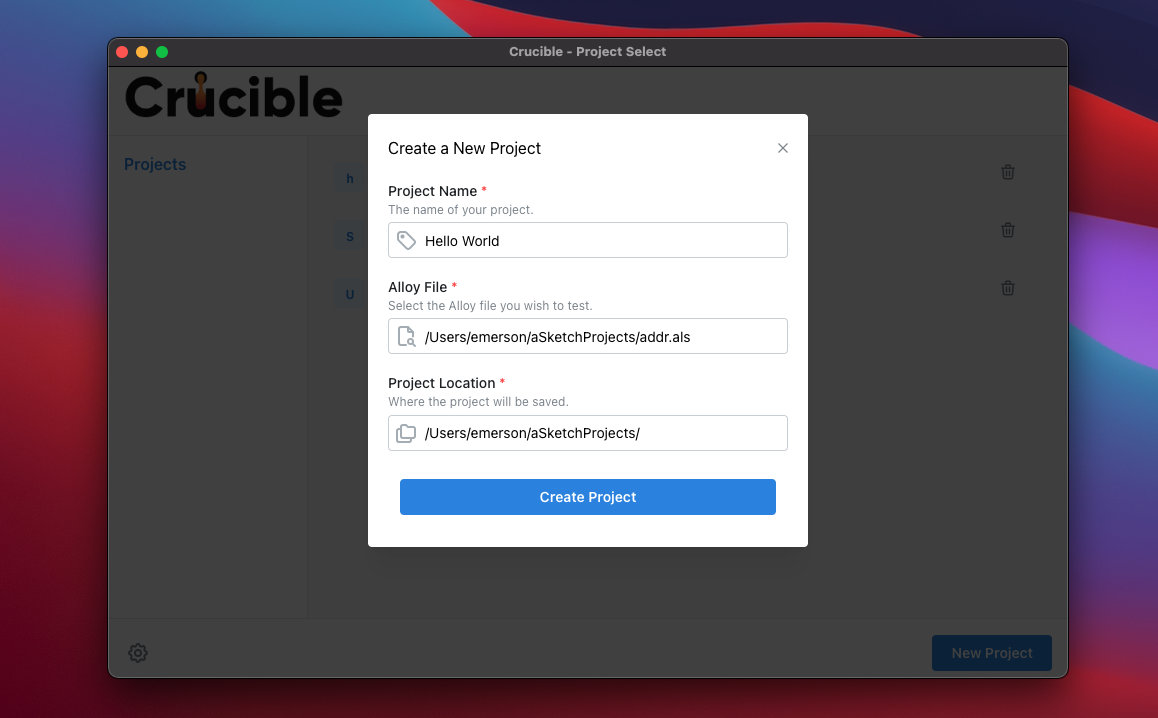 Crucible - Project Select
Crucible
Projects
h
S
U
Create a New Project
Project Name *
The name of your project.
Hello World
Alloy File *
Select the Alloy file you wish to test.
/Users/emerson/aSketchProjects/addr.als
Project Location *
Where the project will be saved.
/Users/emerson/aSketchProjects/
Create Project
New Project